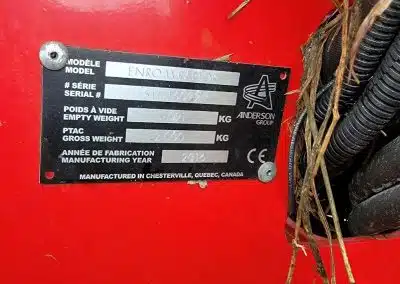 MODÈLE
MODEL
# SÉRIE
SERIAL #
POIDS À VIDE
EMPTY WEIGHT KG
PTAC
GROSS WEIGHT KG
ANNÉE DE FABRICATION
MANUFACTURING YEAR
ANDERSON
GROUP
CE
MANUFACTURED IN CHESTERVILLE, QUEBEC, CANADA